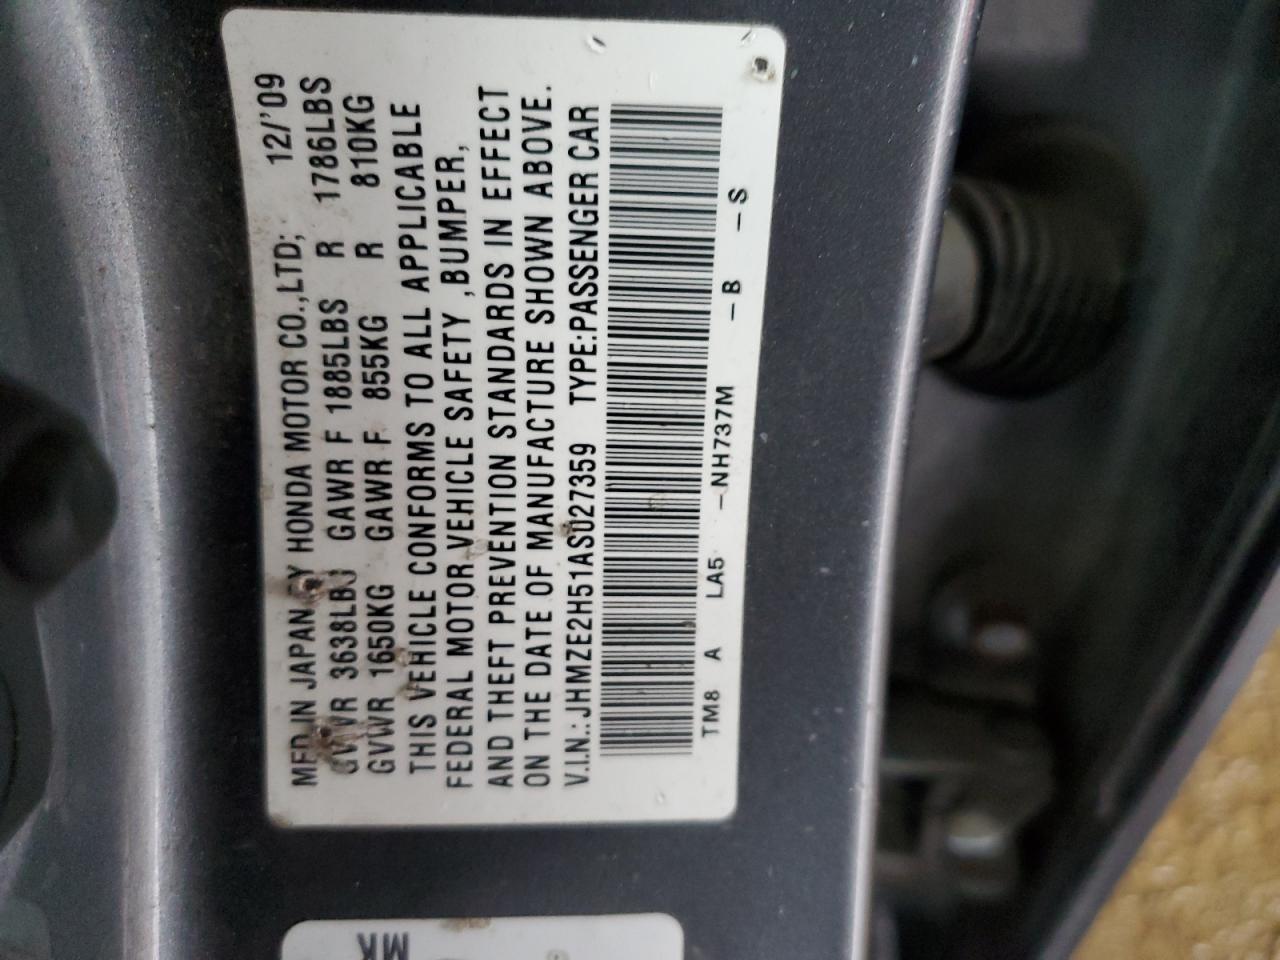 MFD IN JAPAN BY HONDA MOTOR CO.,LTD; 12/'09
GVWR 3638LBS GAWR F 1885LBS R 1786LBS
GVWR 1650KG GAWR F 855KG R 810KG
THIS VEHICLE CONFORMS TO ALL APPLICABLE
FEDERAL MOTOR VEHICLE SAFETY ,BUMPER,
AND THEFT PREVENTION STANDARDS IN EFFECT
ON THE DATE OF MANUFACTURE SHOWN ABOVE.
V.I.N.: JHMZE2H51AS027359 TYPE:PASSENGER CAR
TM8 A LA5 -NH737M -B -S
MK